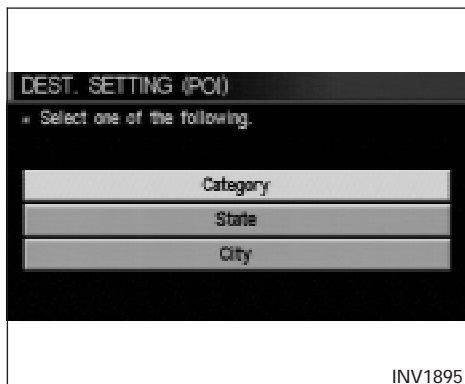 DEST. SETTING (POI)
• Select one of the following.
Category
State
City
INV1895